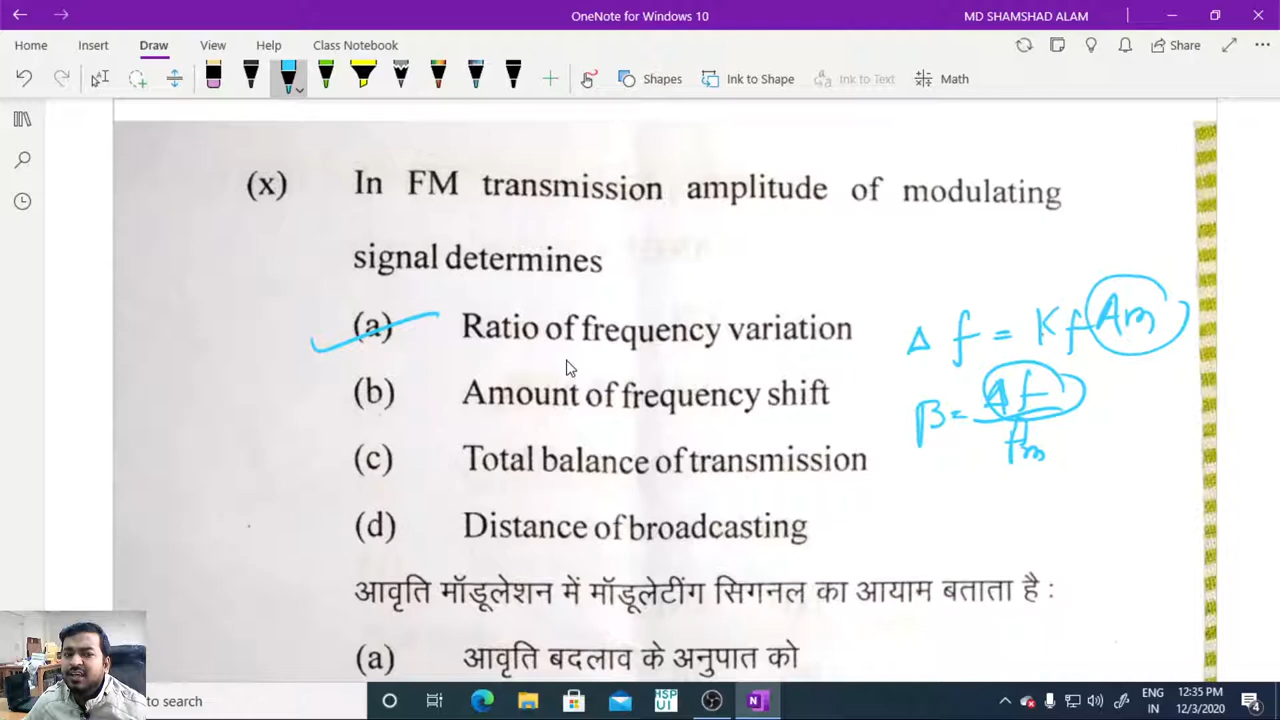 OneNote for Windows 10
MD SHAMSHAD ALAM
Home Insert Draw View Help Class Notebook
Share
Shapes Ink to Shape Ink to Text Math
(x) In FM transmission amplitude of modulating
signal determines
(a) Ratio of frequency variation
(b) Amount of frequency shift
(c) Total balance of transmission
(d) Distance of broadcasting
Δf = Kf Am
β = Δf
fm
आवृति मॉडूलेशन में मॉडूलेटींग सिगनल का आयाम बताता है :
(a) आवृति बदलाव के अनुपात को
to search
HSP
UI
ENG
IN
12:35 PM
12/3/2020
4